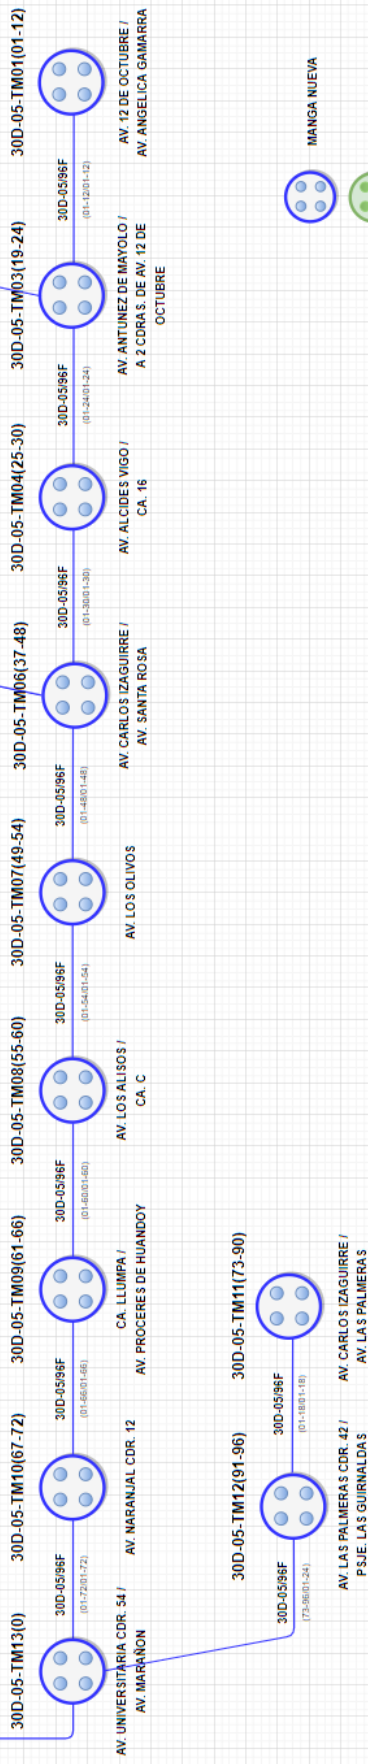 30D-05-TM13(0)
AV. UNIVERSITARIA CDR. 54 /
AV. MARAÑON
30D-05/96F
(01-72/01-72)
30D-05-TM10(67-72)
AV. NARANJAL CDR. 12
30D-05/96F
(01-66/01-66)
30D-05-TM09(61-66)
CA. LLUMPA /
AV. PROCERES DE HUANDOY
30D-05/96F
(01-60/01-60)
30D-05-TM08(55-60)
AV. LOS ALISOS /
CA. C
30D-05/96F
(01-54/01-54)
30D-05-TM07(49-54)
AV. LOS OLIVOS
30D-05/96F
(01-48/01-48)
30D-05-TM06(37-48)
AV. CARLOS IZAGUIRRE /
AV. SANTA ROSA
30D-05/96F
(01-30/01-30)
30D-05-TM04(25-30)
AV. ALCIDES VIGO /
CA. 16
30D-05/96F
(01-24/01-24)
30D-05-TM03(19-24)
AV. ANTUNEZ DE MAYOLO /
A 2 CDRAS. DE AV. 12 DE
OCTUBRE
30D-05/96F
(01-12/01-12)
30D-05-TM01(01-12)
AV. 12 DE OCTUBRE /
AV. ANGELICA GAMARRA
30D-05/96F
(73-96/01-24)
30D-05-TM12(91-96)
AV. LAS PALMERAS CDR. 42 /
PSJE. LAS GUIRNALDAS
30D-05/96F
(01-18/01-18)
30D-05-TM11(73-90)
AV. CARLOS IZAGUIRRE /
AV. LAS PALMERAS
MANGA NUEVA